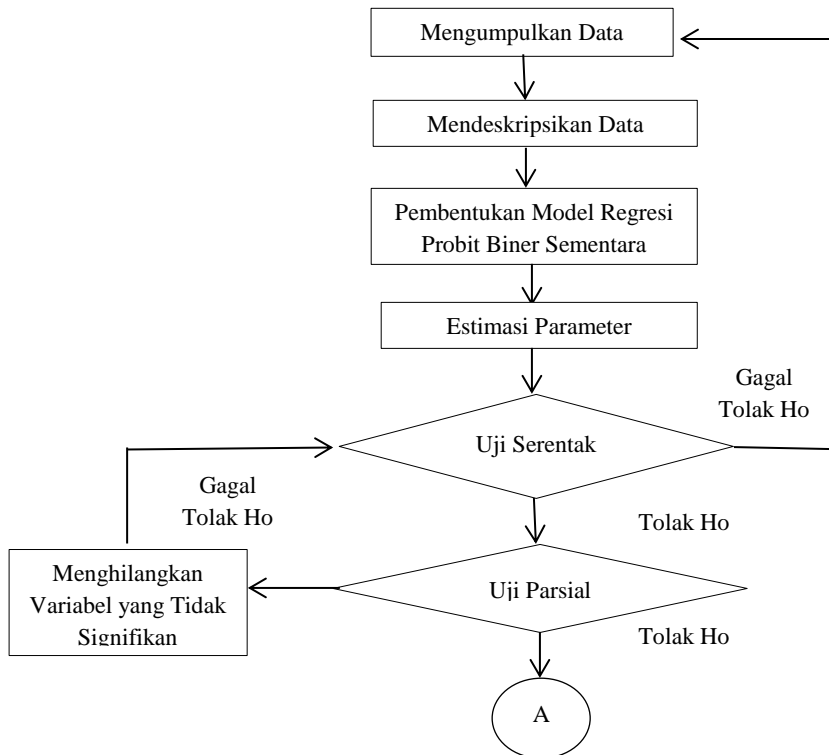 Mengumpulkan Data
Mendeskripsikan Data
Pembentukan Model Regresi
Probit Biner Sementara
Estimasi Parameter
Gagal
Tolak Ho
Uji Serentak
Gagal
Tolak Ho
Tolak Ho
Menghilangkan
Variabel yang Tidak
Signifikan
Uji Parsial
Tolak Ho
A